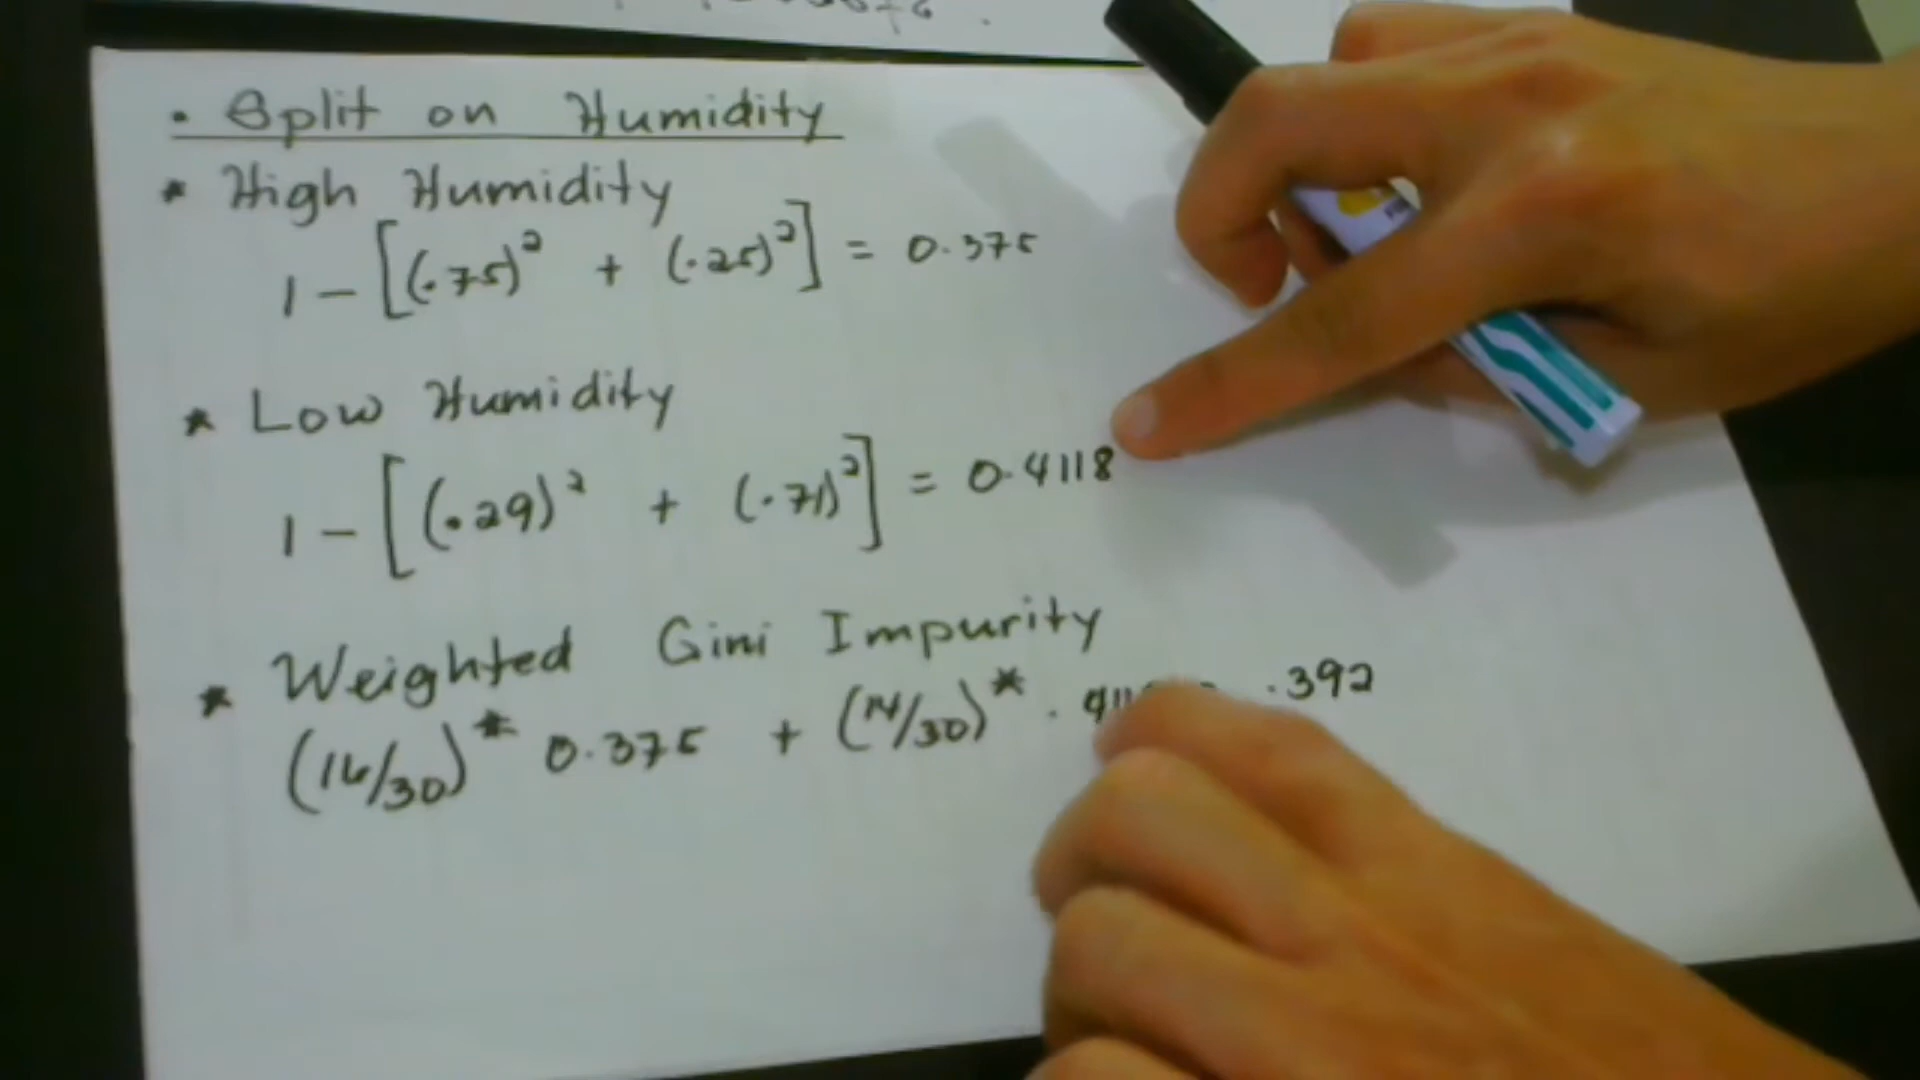 • Split on Humidity
* High Humidity
1 - [(.75)² + (.25)²] = 0.375
* Low Humidity
1 - [(.29)² + (.71)²] = 0.4118
* Weighted Gini Impurity
(16/30)* 0.375 + (14/30)* . .392